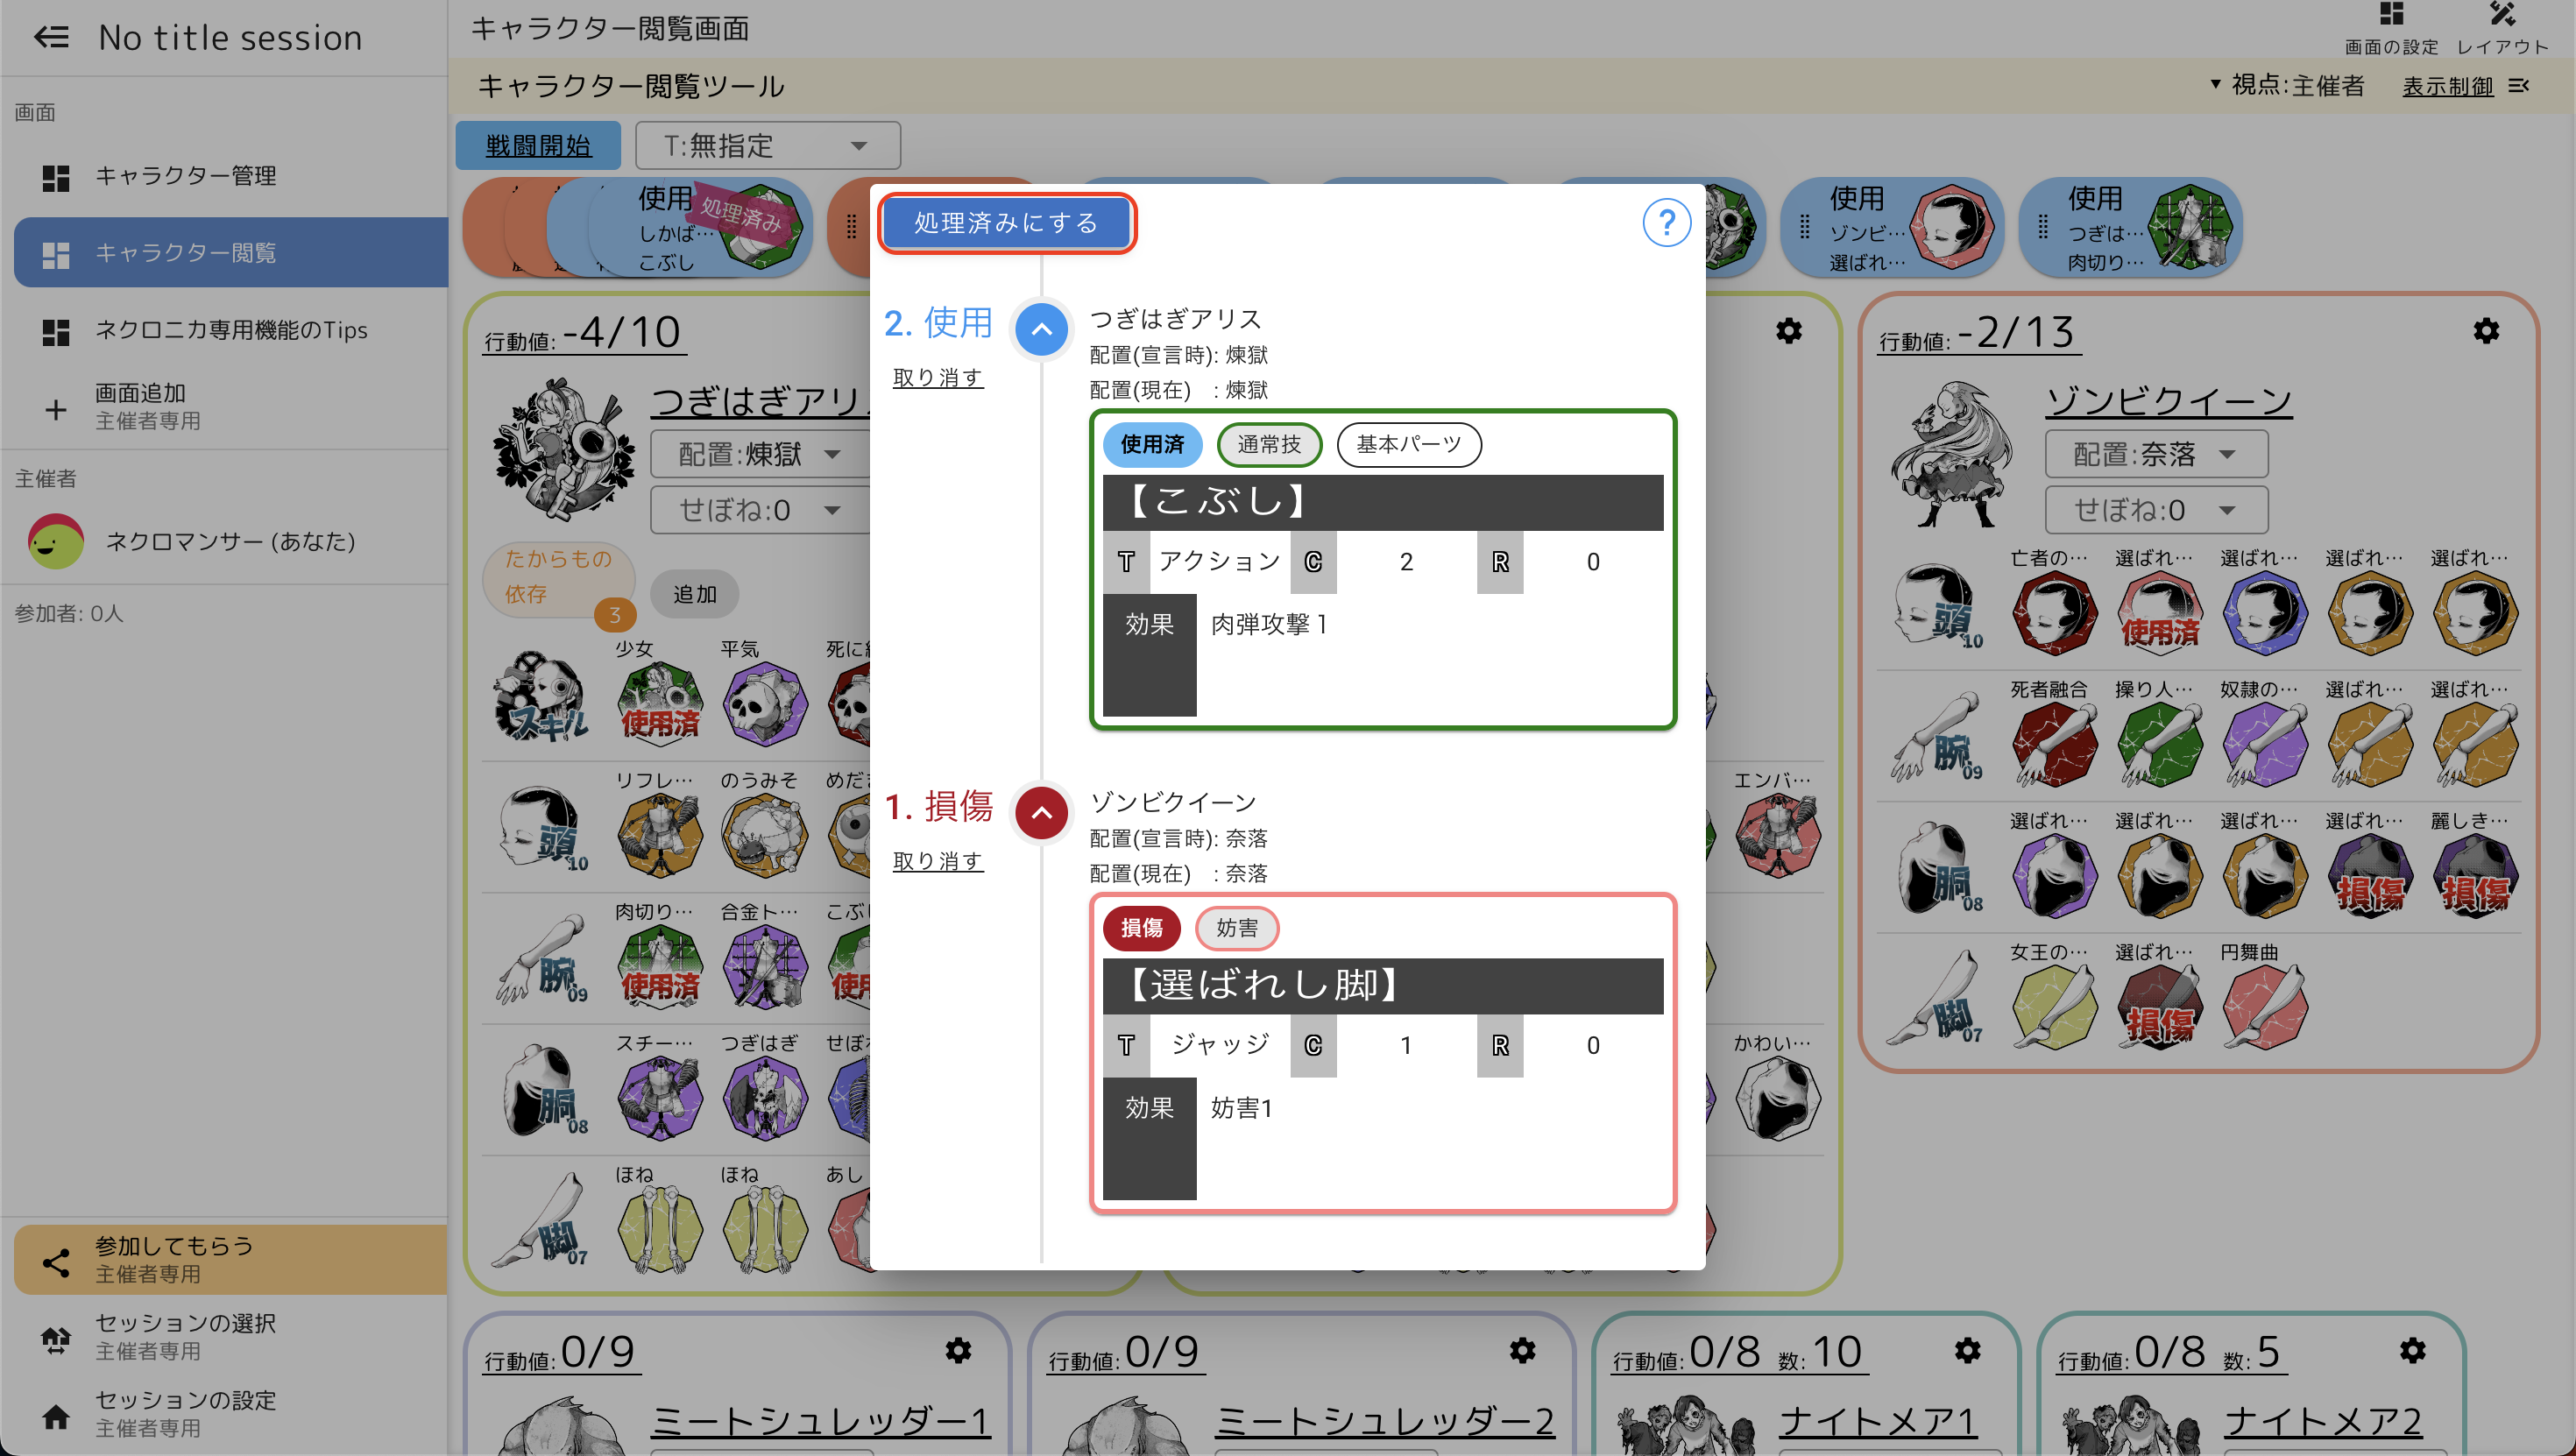 No title session
画面
キャラクター管理
キャラクター閲覧
ネクロニカ専用機能のTips
画面追加
主催者専用
主催者
ネクロマンサー (あなた)
参加者: 0人
参加してもらう
主催者専用
セッションの選択
主催者専用
セッションの設定
主催者専用
キャラクター閲覧画面
画面の設定
レイアウト
キャラクター閲覧ツール
視点:主催者
表示制御
戦闘開始
T:無指定
使用
しかば…
こぶし
処理済み
使用
ゾンビ…
選ばれ…
使用
つぎは…
肉切り…
処理済みにする
?
2. 使用
取り消す
つぎはぎアリス
配置(宣言時): 煉獄
配置(現在) : 煉獄
使用済 通常技 基本パーツ
【こぶし】
T アクション C 2 R 0
効果 肉弾攻撃 1
1. 損傷
取り消す
ゾンビクイーン
配置(宣言時): 奈落
配置(現在) : 奈落
損傷 妨害
【選ばれし脚】
T ジャッジ C 1 R 0
効果 妨害1
行動値: -4/10
つぎはぎアリ
配置:煉獄
せぼね:0
たからもの
依存
3
追加
スキル
少女 平気
使用済
頭10
リフレ… のうみそ
腕09
肉切り… 合金ト…
使用済
胴08
スチー… つぎはぎ
脚07
ほね ほね あし
エンバ…
かわい…
行動値: -2/13
ゾンビクイーン
配置:奈落
せぼね:0
頭10
亡者の… 選ばれ… 選ばれ… 選ばれ… 選ばれ…
使用済
腕09
死者融合 操り人… 奴隷の… 選ばれ… 選ばれ…
胴08
選ばれ… 選ばれ… 選ばれ… 選ばれ… 麗しき…
損傷 損傷
脚07
女王の… 選ばれ… 円舞曲
損傷
行動値: 0/9
ミートシュレッダー1
行動値: 0/9
ミートシュレッダー2
行動値: 0/8 数: 10
ナイトメア1
行動値: 0/8 数: 5
ナイトメア2